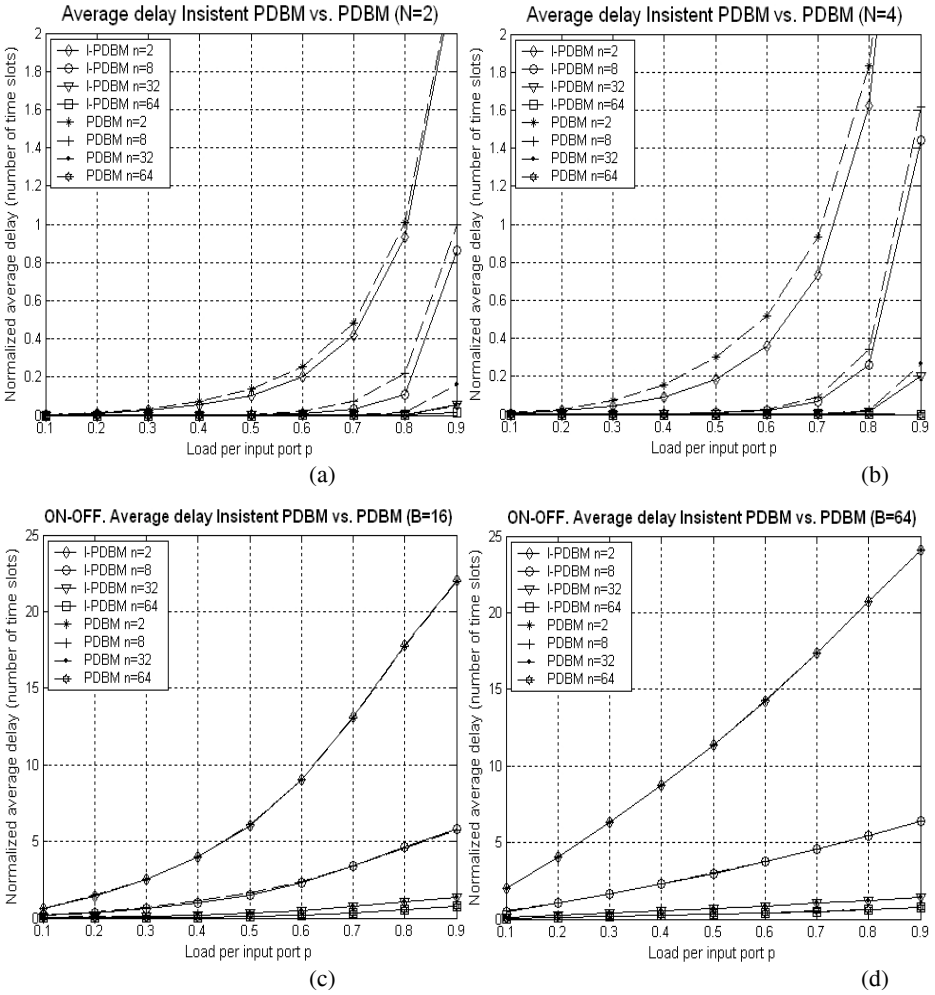 Average delay Insistent PDBM vs. PDBM (N=2)
Normalized average delay (number of time slots)
2
1.8
1.6
1.4
1.2
1
0.8
0.6
0.4
0.2
0
I-PDBM n=2
I-PDBM n=8
I-PDBM n=32
I-PDBM n=64
PDBM n=2
PDBM n=8
PDBM n=32
PDBM n=64
0.1 0.2 0.3 0.4 0.5 0.6 0.7 0.8 0.9
Load per input port p
(a)
Average delay Insistent PDBM vs. PDBM (N=4)
Normalized average delay (number of time slots)
2
1.8
1.6
1.4
1.2
1
0.8
0.6
0.4
0.2
0
I-PDBM n=2
I-PDBM n=8
I-PDBM n=32
I-PDBM n=64
PDBM n=2
PDBM n=8
PDBM n=32
PDBM n=64
0.1 0.2 0.3 0.4 0.5 0.6 0.7 0.8 0.9
Load per input port p
(b)
ON-OFF. Average delay Insistent PDBM vs. PDBM (B=16)
Normalized average delay (number of time slots)
25
20
15
10
5
0
I-PDBM n=2
I-PDBM n=8
I-PDBM n=32
I-PDBM n=64
PDBM n=2
PDBM n=8
PDBM n=32
PDBM n=64
0.1 0.2 0.3 0.4 0.5 0.6 0.7 0.8 0.9
Load per input port p
(c)
ON-OFF. Average delay Insistent PDBM vs. PDBM (B=64)
Normalized average delay (number of time slots)
25
20
15
10
5
0
I-PDBM n=2
I-PDBM n=8
I-PDBM n=32
I-PDBM n=64
PDBM n=2
PDBM n=8
PDBM n=32
PDBM n=64
0.1 0.2 0.3 0.4 0.5 0.6 0.7 0.8 0.9
Load per input port p
(d)